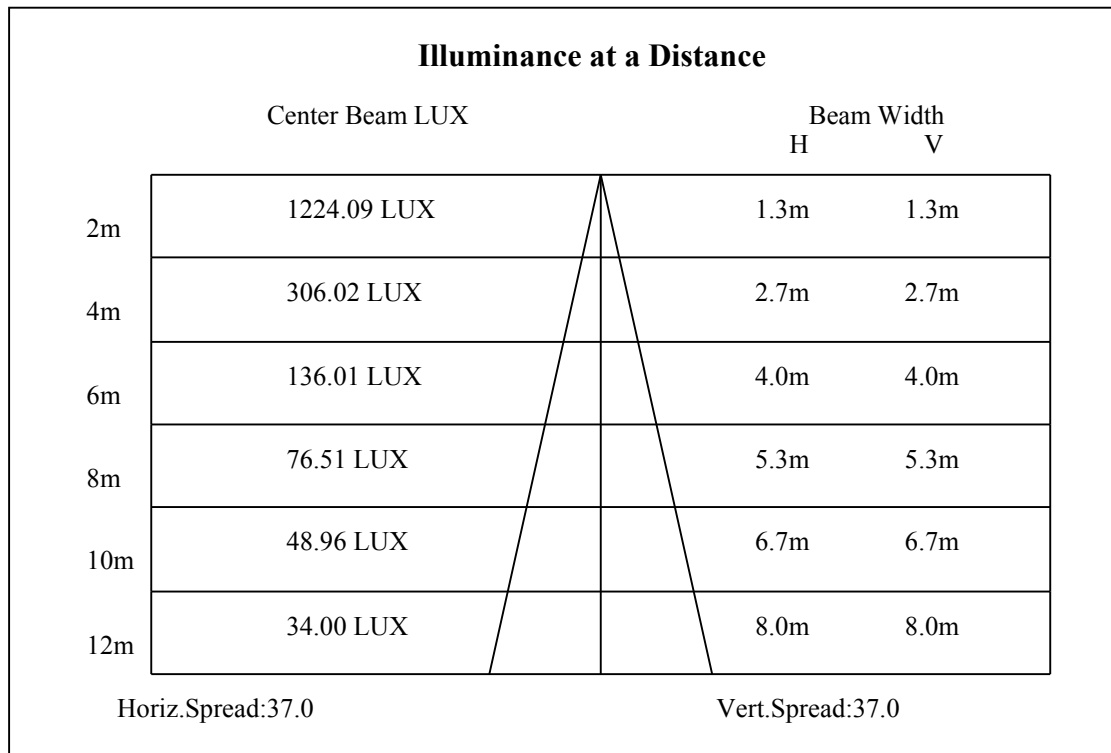 Illuminance at a Distance
Center Beam LUX Beam Width
H V
2m 1224.09 LUX 1.3m 1.3m
4m 306.02 LUX 2.7m 2.7m
6m 136.01 LUX 4.0m 4.0m
8m 76.51 LUX 5.3m 5.3m
10m 48.96 LUX 6.7m 6.7m
12m 34.00 LUX 8.0m 8.0m
Horiz.Spread:37.0 Vert.Spread:37.0